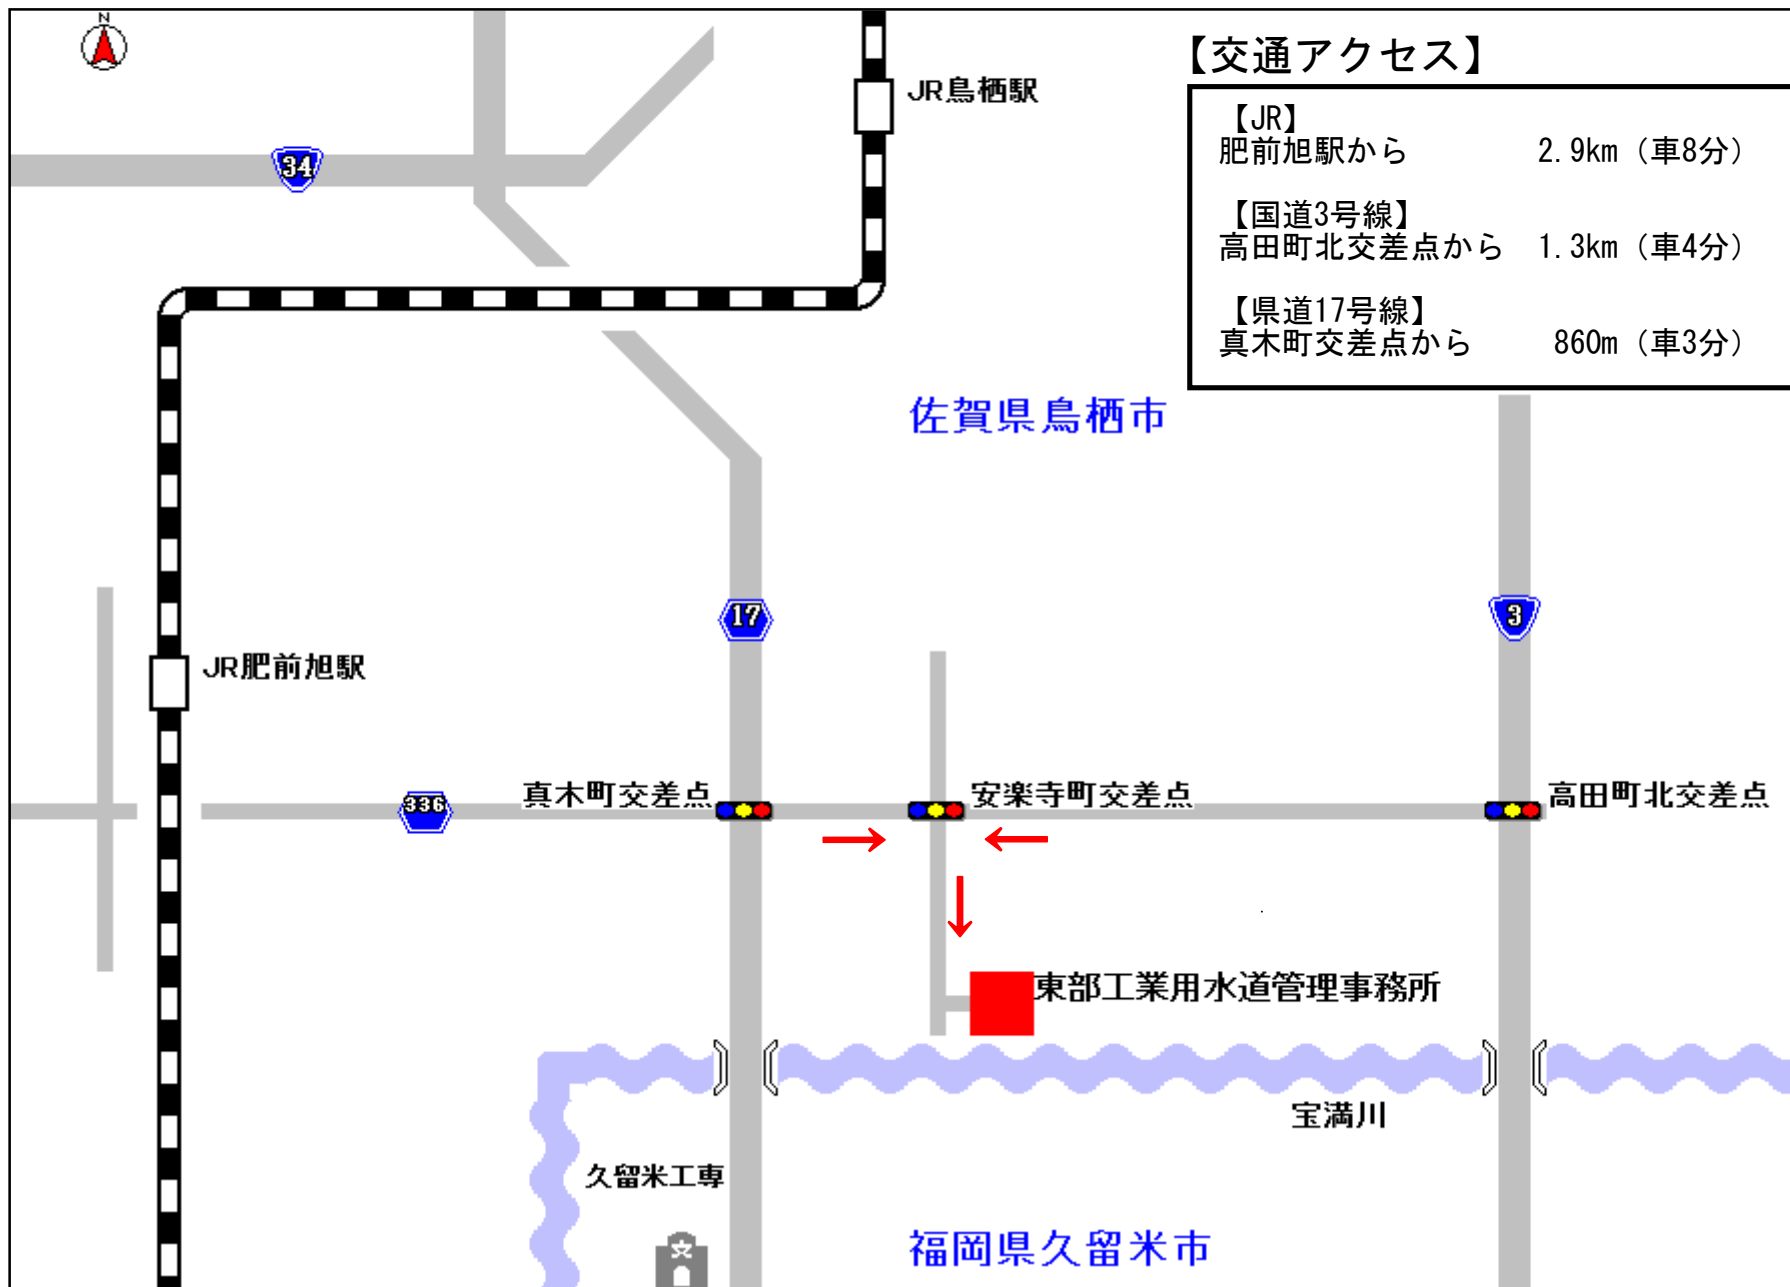 N
【交通アクセス】
JR鳥栖駅
【JR】
肥前旭駅から 2.9km（車8分）
34
【国道3号線】
高田町北交差点から 1.3km（車4分）
【県道17号線】
真木町交差点から 860m（車3分）
佐賀県鳥栖市
17
3
JR肥前旭駅
336
真木町交差点
安楽寺町交差点
高田町北交差点
東部工業用水道管理事務所
宝満川
久留米工専
文
福岡県久留米市